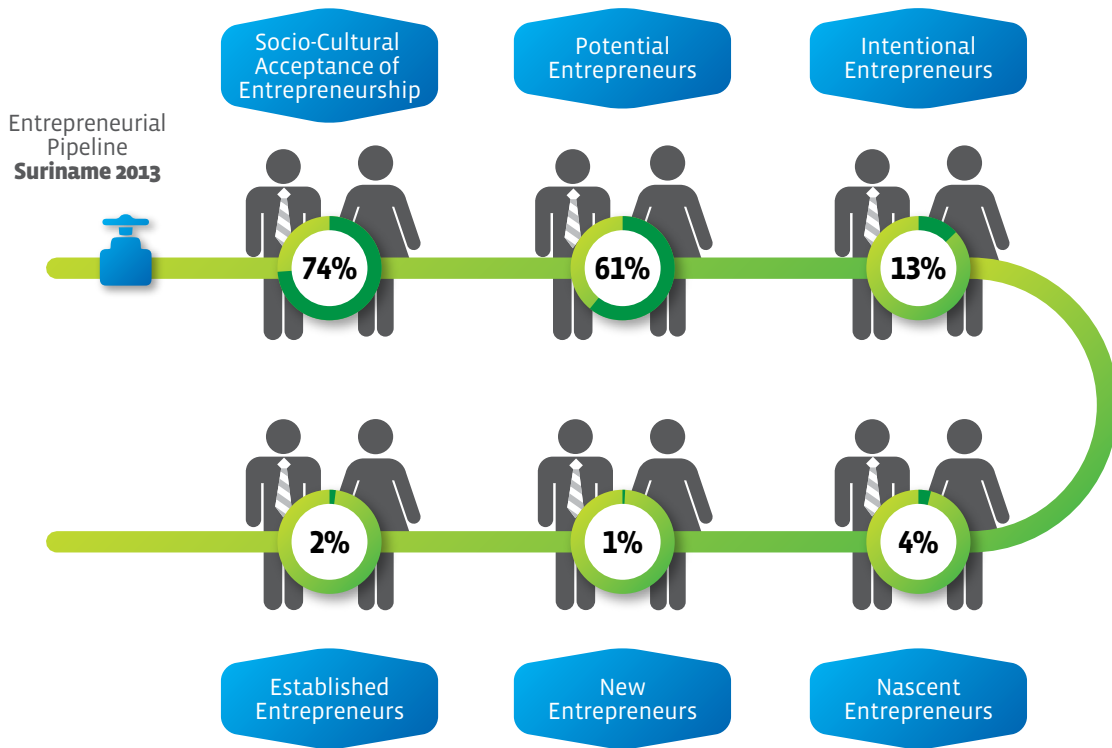 Socio-Cultural
Acceptance of
Entrepreneurship
Potential
Entrepreneurs
Intentional
Entrepreneurs
Entrepreneurial
Pipeline
Suriname 2013
74%
61%
13%
2%
1%
4%
Established
Entrepreneurs
New
Entrepreneurs
Nascent
Entrepreneurs